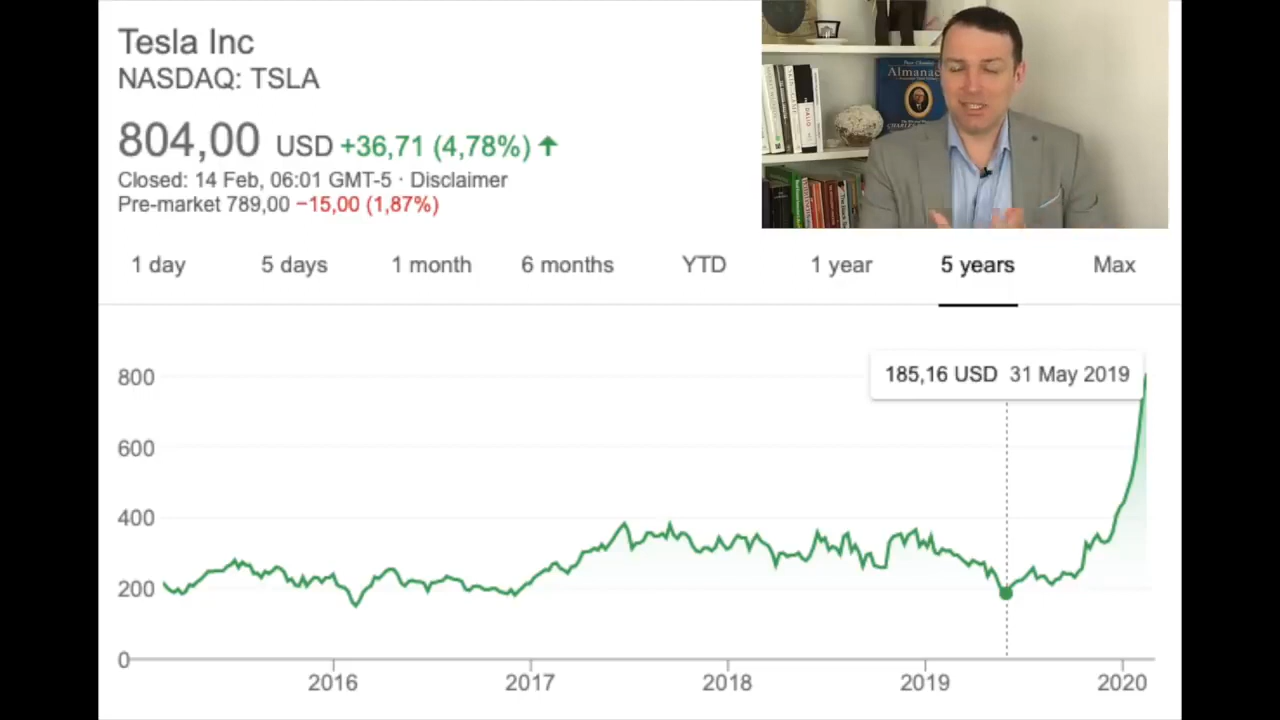 Tesla Inc
NASDAQ: TSLA
804,00 USD +36,71 (4,78%) ↑
Closed: 14 Feb, 06:01 GMT-5 · Disclaimer
Pre-market 789,00 −15,00 (1,87%)
Almanac
1 day 5 days 1 month 6 months YTD 1 year 5 years Max
185,16 USD 31 May 2019
800
600
400
200
0
2016 2017 2018 2019 2020